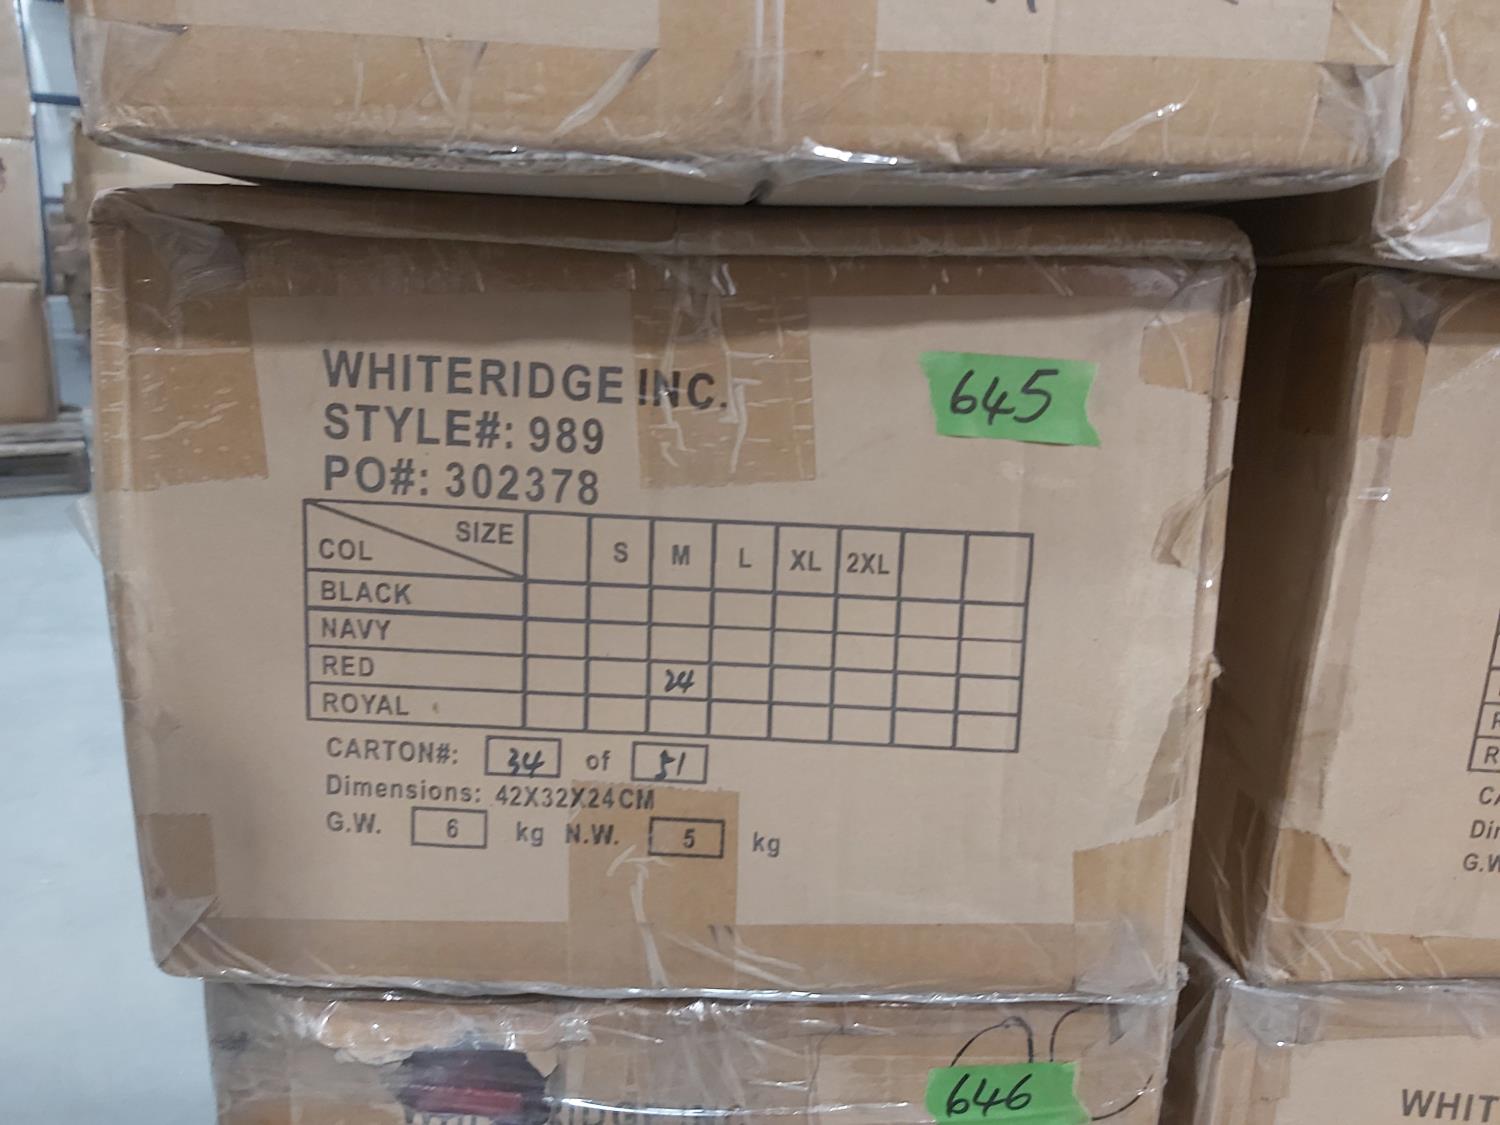 WHITERIDGE INC.
645
STYLE#: 989
PO#: 302378
COL SIZE S M L XL 2XL
BLACK
NAVY
RED 24
ROYAL
CARTON#: 34 of 51
Dimensions: 42X32X24CM
G.W. 6 kg N.W. 5 kg
646
WHIT